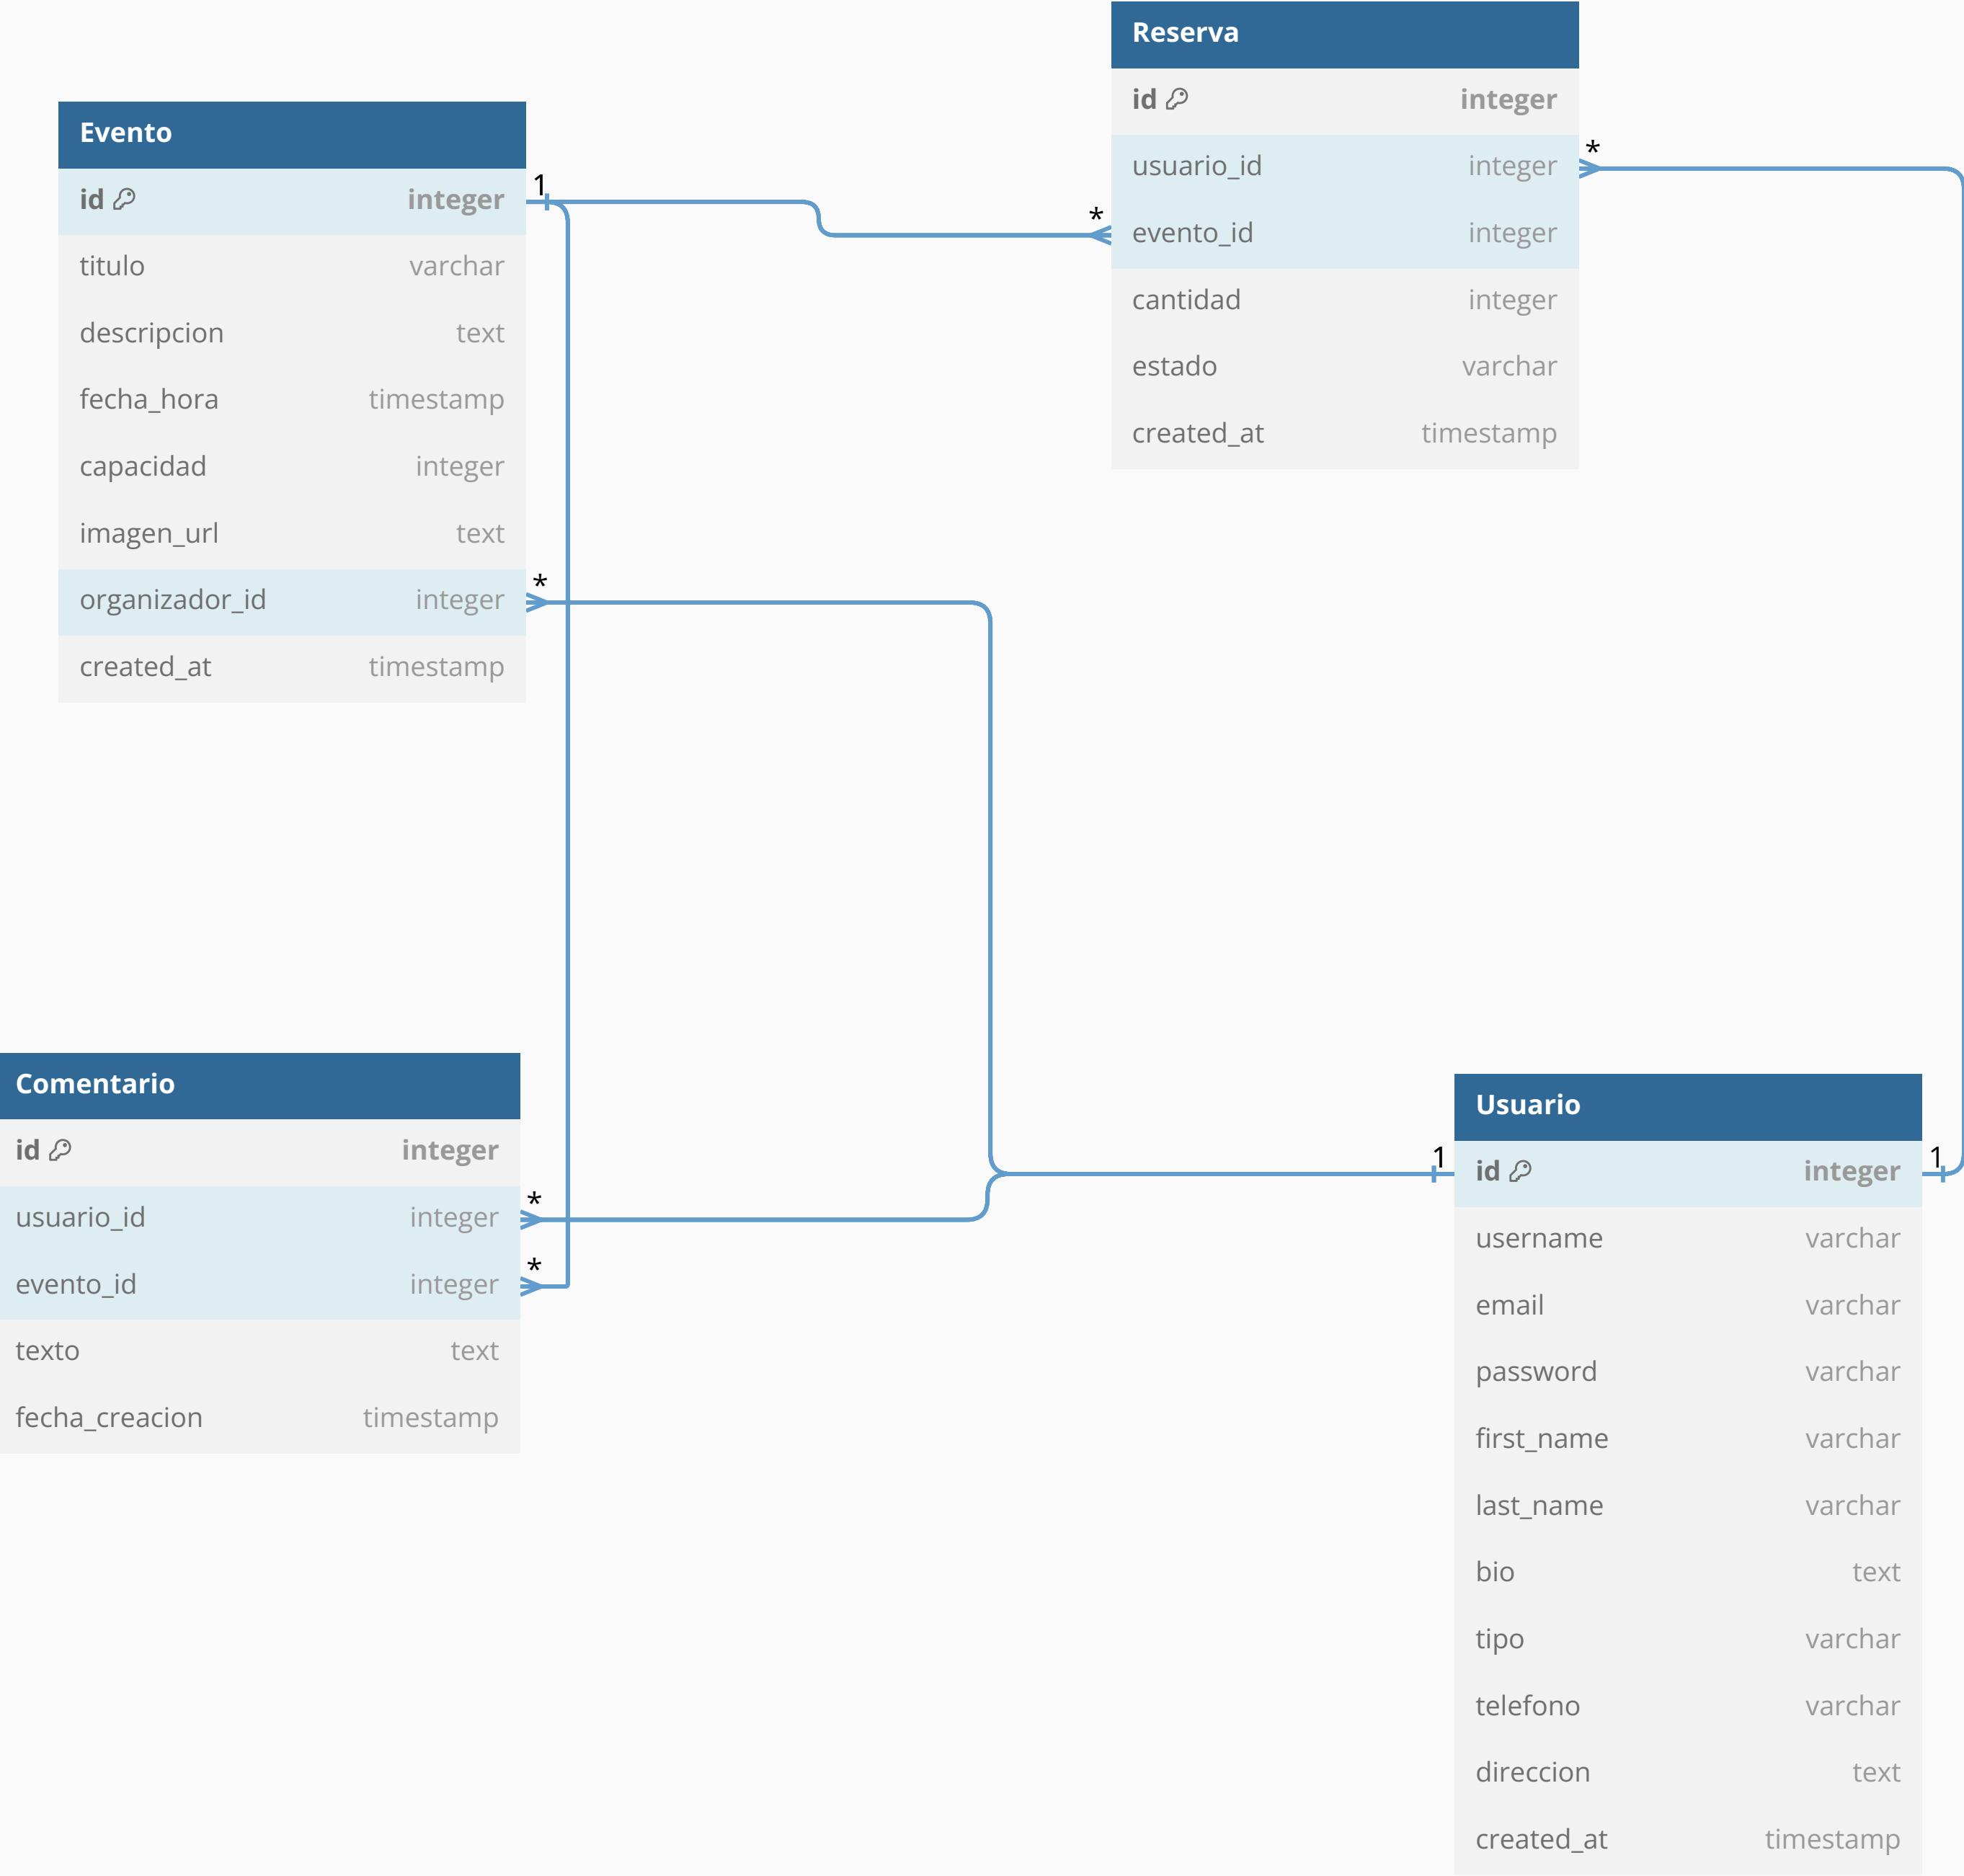 Reserva
id integer
usuario_id integer
evento_id integer
cantidad integer
estado varchar
created_at timestamp
*
*
Evento
id integer
titulo varchar
descripcion text
fecha_hora timestamp
capacidad integer
imagen_url text
organizador_id integer
created_at timestamp
1
*
Comentario
id integer
usuario_id integer
evento_id integer
texto text
fecha_creacion timestamp
*
*
Usuario
id integer
username varchar
email varchar
password varchar
first_name varchar
last_name varchar
bio text
tipo varchar
telefono varchar
direccion text
created_at timestamp
1
1